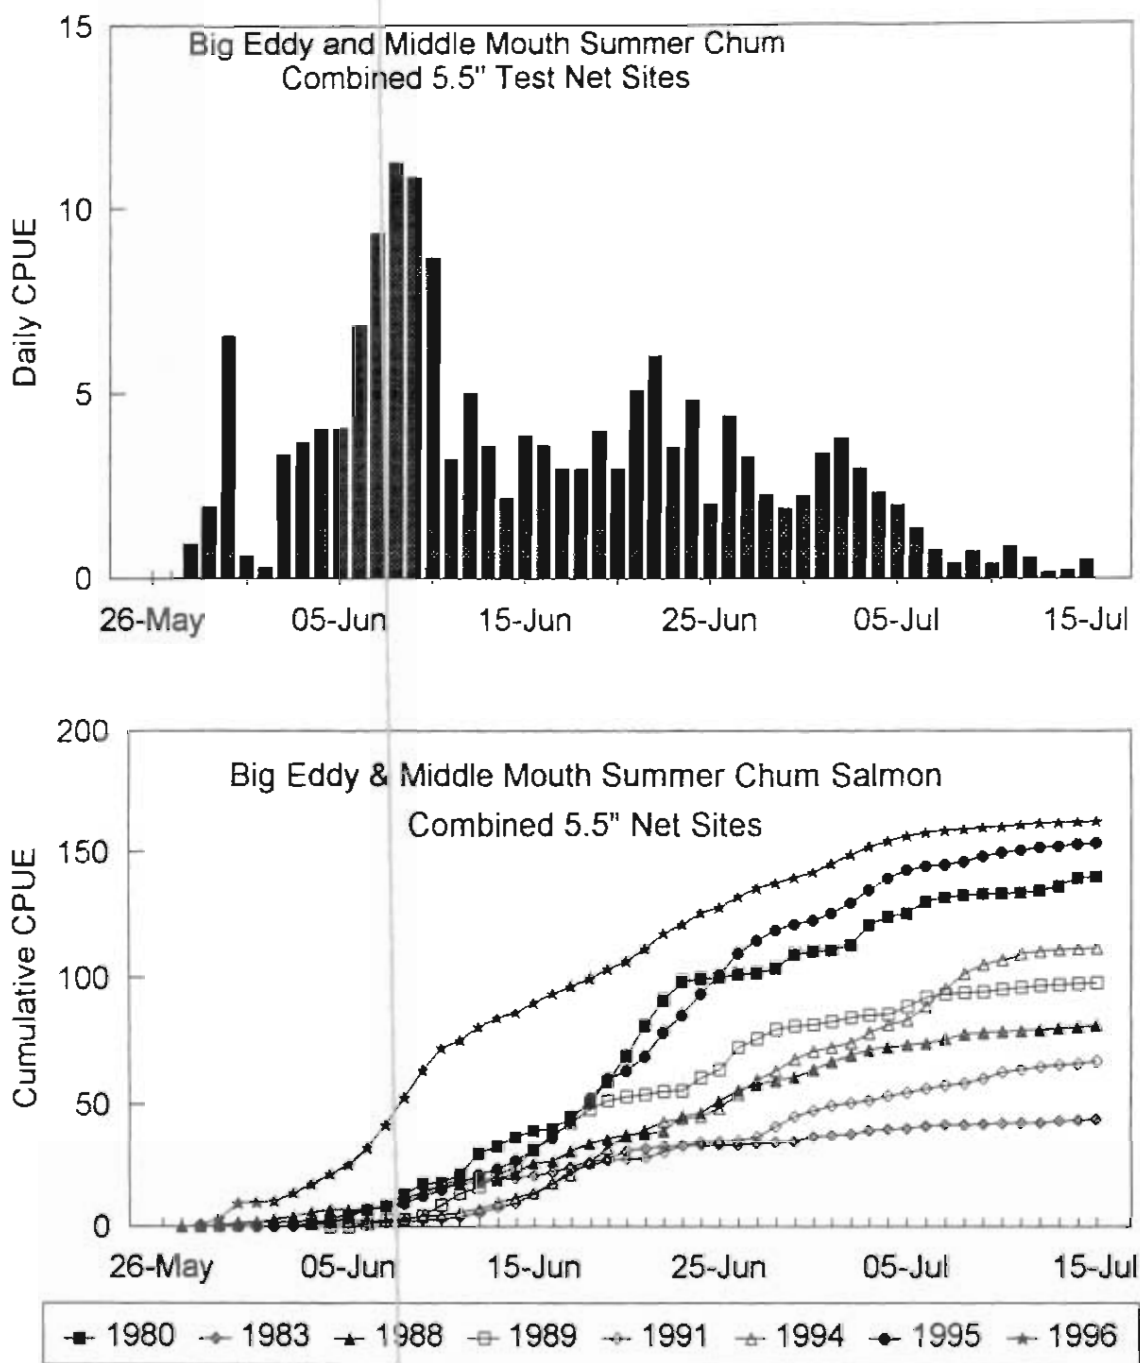 Big Eddy and Middle Mouth Summer Chum
Combined 5.5" Test Net Sites
Daily CPUE
15
10
5
0
26-May 05-Jun 15-Jun 25-Jun 05-Jul 15-Jul
Big Eddy & Middle Mouth Summer Chum Salmon
Combined 5.5" Net Sites
Cumulative CPUE
200
150
100
50
0
26-May 05-Jun 15-Jun 25-Jun 05-Jul 15-Jul
1980 1983 1988 1989 1991 1994 1995 1996